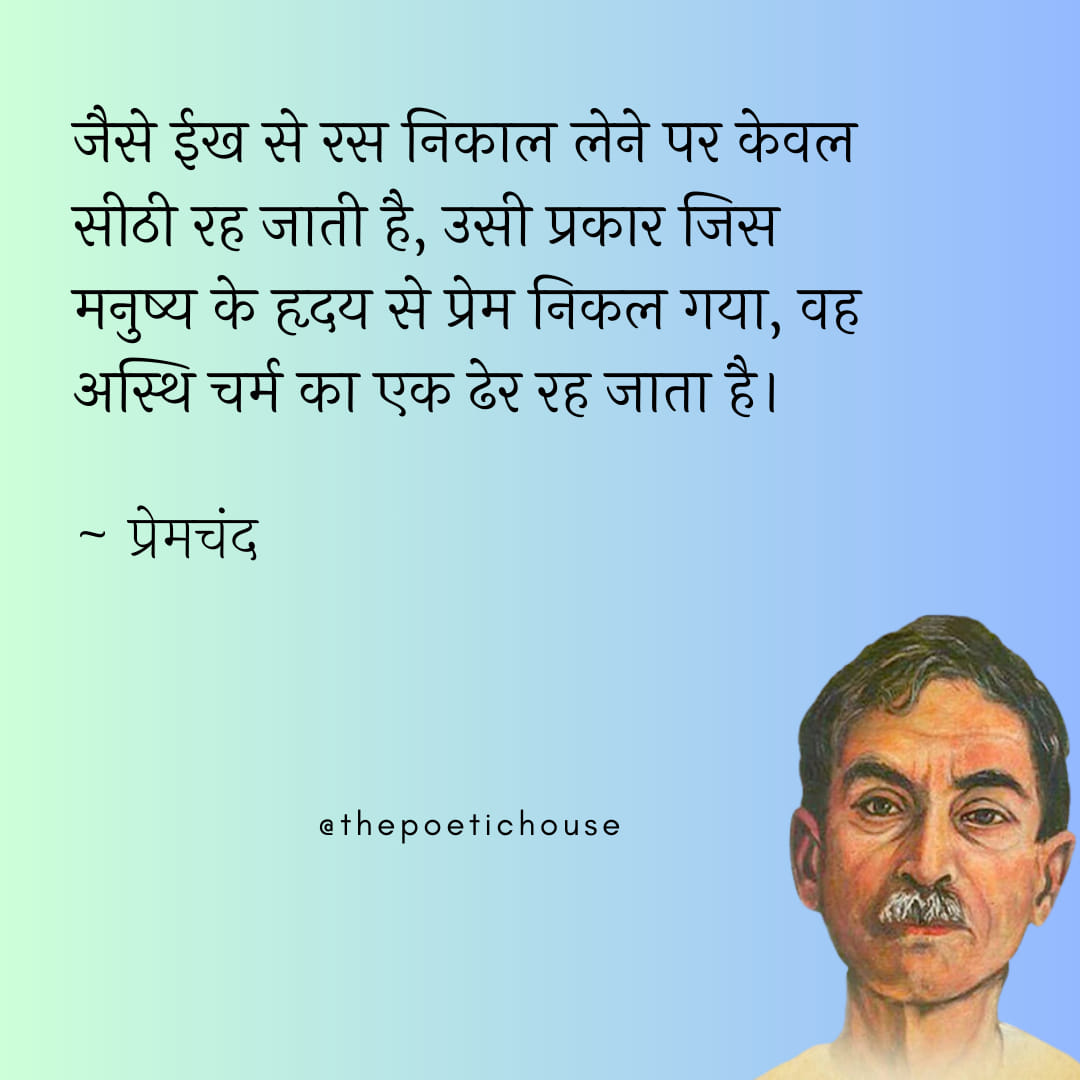 जैसे ईख से रस निकाल लेने पर केवल
सीठी रह जाती है, उसी प्रकार जिस
मनुष्य के हृदय से प्रेम निकल गया, वह
अस्थि चर्म का एक ढेर रह जाता है।
~ प्रेमचंद
@thepoetichouse